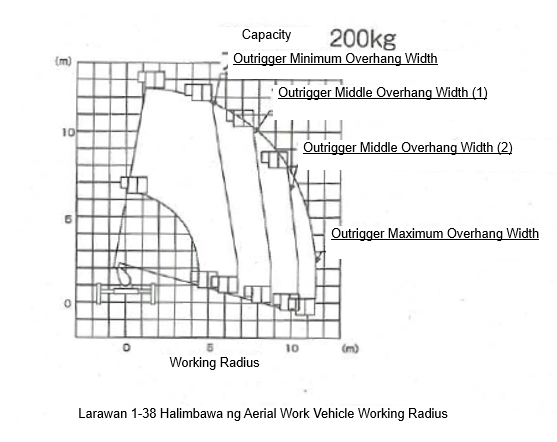 Capacity 200kg
Outrigger Minimum Overhang Width
(m)
Outrigger Middle Overhang Width (1)
10
Outrigger Middle Overhang Width (2)
5
Outrigger Maximum Overhang Width
0
0 5 10 (m)
Working Radius
Larawan 1-38 Halimbawa ng Aerial Work Vehicle Working Radius